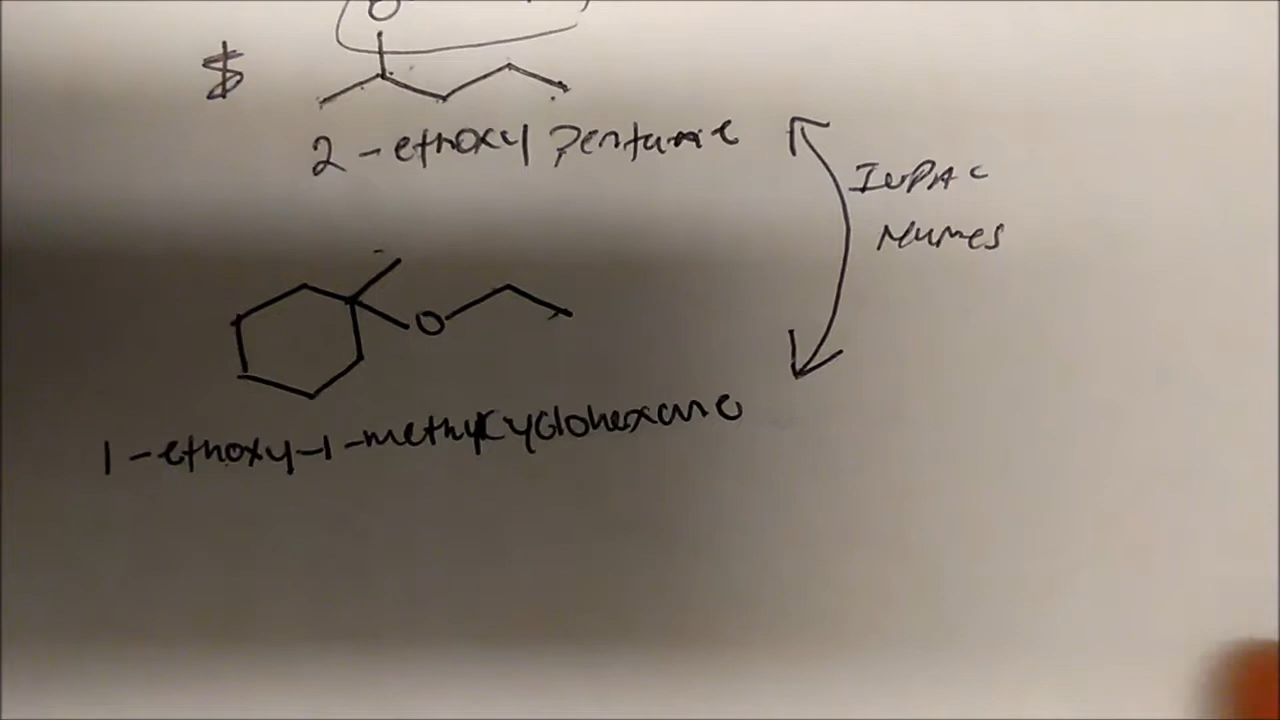 O
$
2-ethoxy pentane
IUPAC
Names
O
1-ethoxy-1-methylcyclohexane